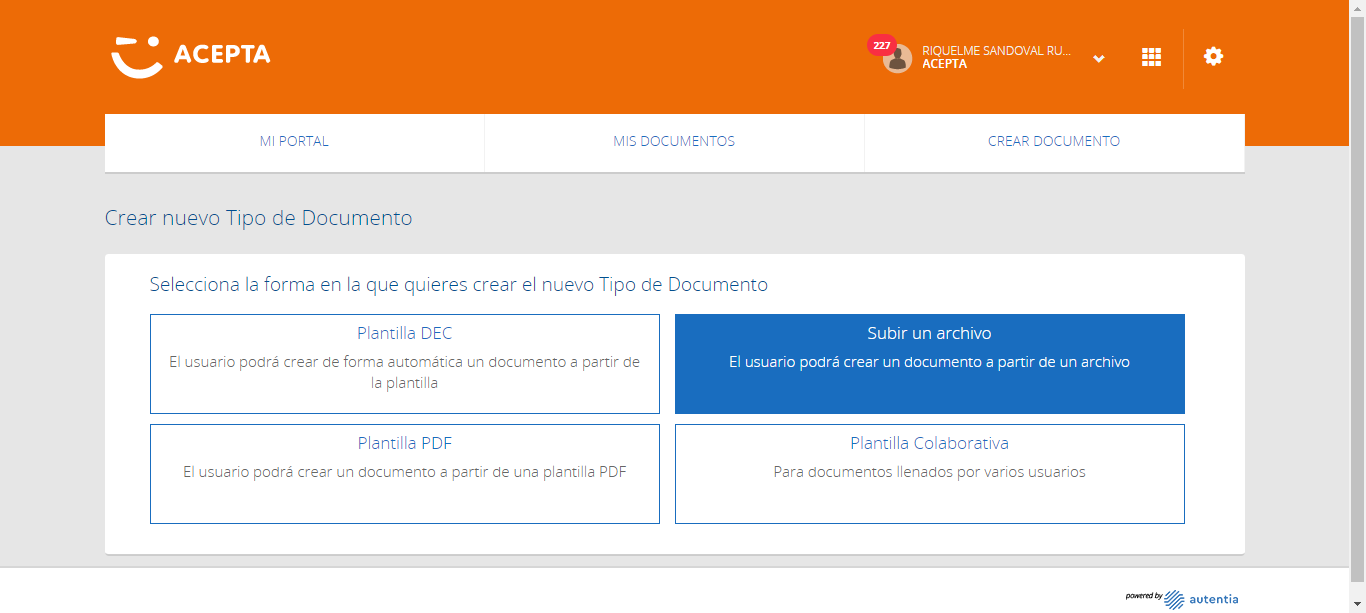 ACEPTA
227
RIQUELME SANDOVAL RU...
ACEPTA
MI PORTAL
MIS DOCUMENTOS
CREAR DOCUMENTO
Crear nuevo Tipo de Documento
Selecciona la forma en la que quieres crear el nuevo Tipo de Documento
Plantilla DEC
El usuario podrá crear de forma automática un documento a partir de
la plantilla
Subir un archivo
El usuario podrá crear un documento a partir de un archivo
Plantilla PDF
El usuario podrá crear un documento a partir de una plantilla PDF
Plantilla Colaborativa
Para documentos llenados por varios usuarios
powered by autentia